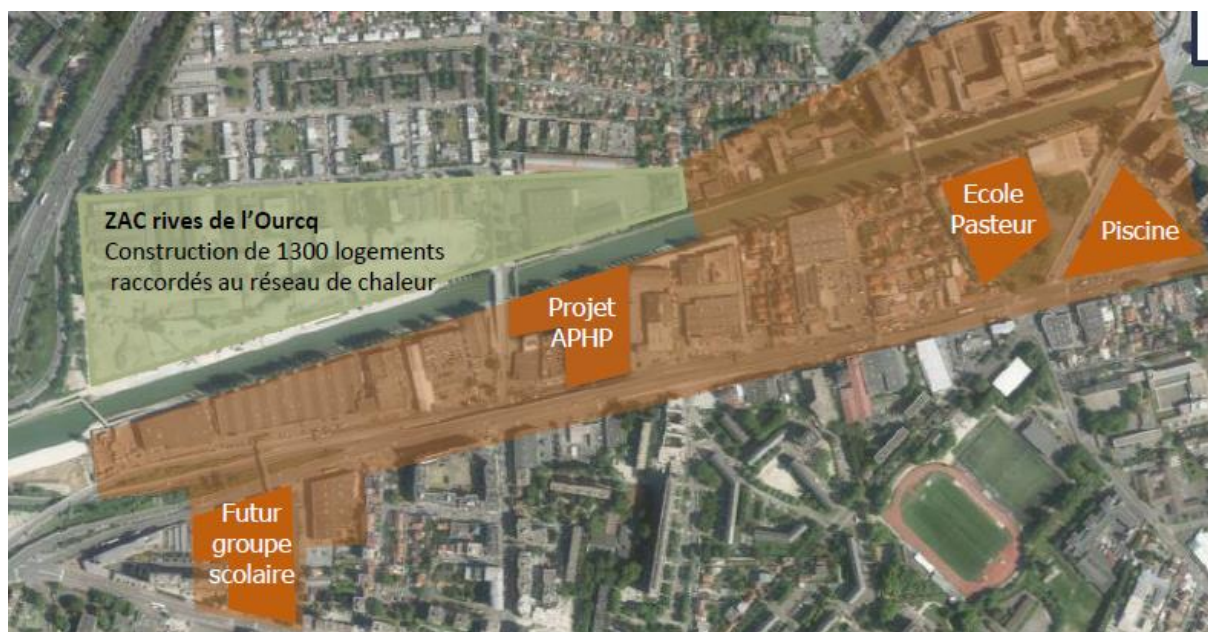 ZAC rives de l’Ourcq
Construction de 1300 logements
raccordés au réseau de chaleur
Ecole
Pasteur
Piscine
Projet
APHP
Futur
groupe
scolaire